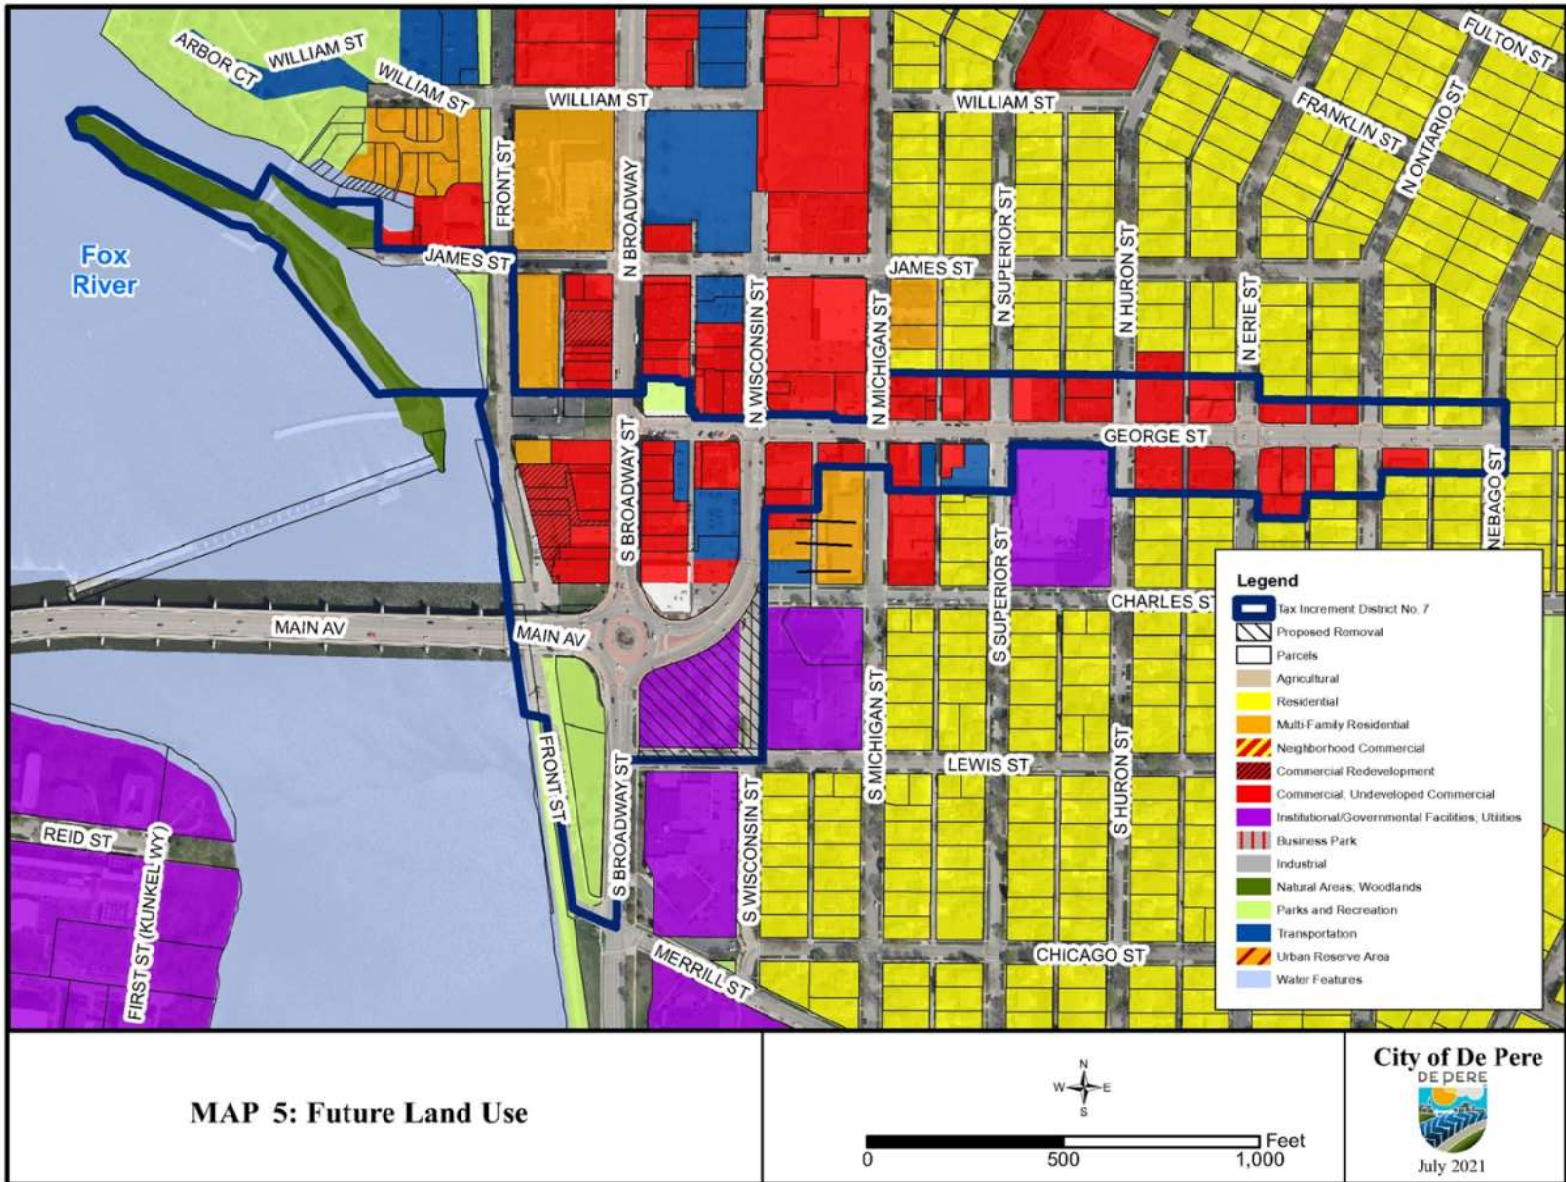 FULTON ST
ARBOR CT
WILLIAM ST
WILLIAM ST
WILLIAM ST
WILLIAM ST
FRANKLIN ST
N ONTARIO ST
FRONT ST
N BROADWAY
N SUPERIOR ST
N HURON ST
Fox
River
JAMES ST
JAMES ST
N WISCONSIN ST
N MICHIGAN ST
N ERIE ST
GEORGE ST
S BROADWAY ST
NEBAGO ST
S SUPERIOR ST
CHARLES ST
MAIN AV
MAIN AV
S MICHIGAN ST
FRONT ST
LEWIS ST
S HURON ST
S BROADWAY ST
S WISCONSIN ST
REID ST
FIRST ST (KUNKEL WY)
MERRILL ST
CHICAGO ST
Legend
Tax Increment District No. 7
Proposed Removal
Parcels
Agricultural
Residential
Multi-Family Residential
Neighborhood Commercial
Commercial Redevelopment
Commercial; Undeveloped Commercial
Institutional/Governmental Facilities; Utilities
Business Park
Industrial
Natural Areas; Woodlands
Parks and Recreation
Transportation
Urban Reserve Area
Water Features
MAP 5: Future Land Use
N
W E
S
Feet
0 500 1,000
City of De Pere
DE PERE
July 2021